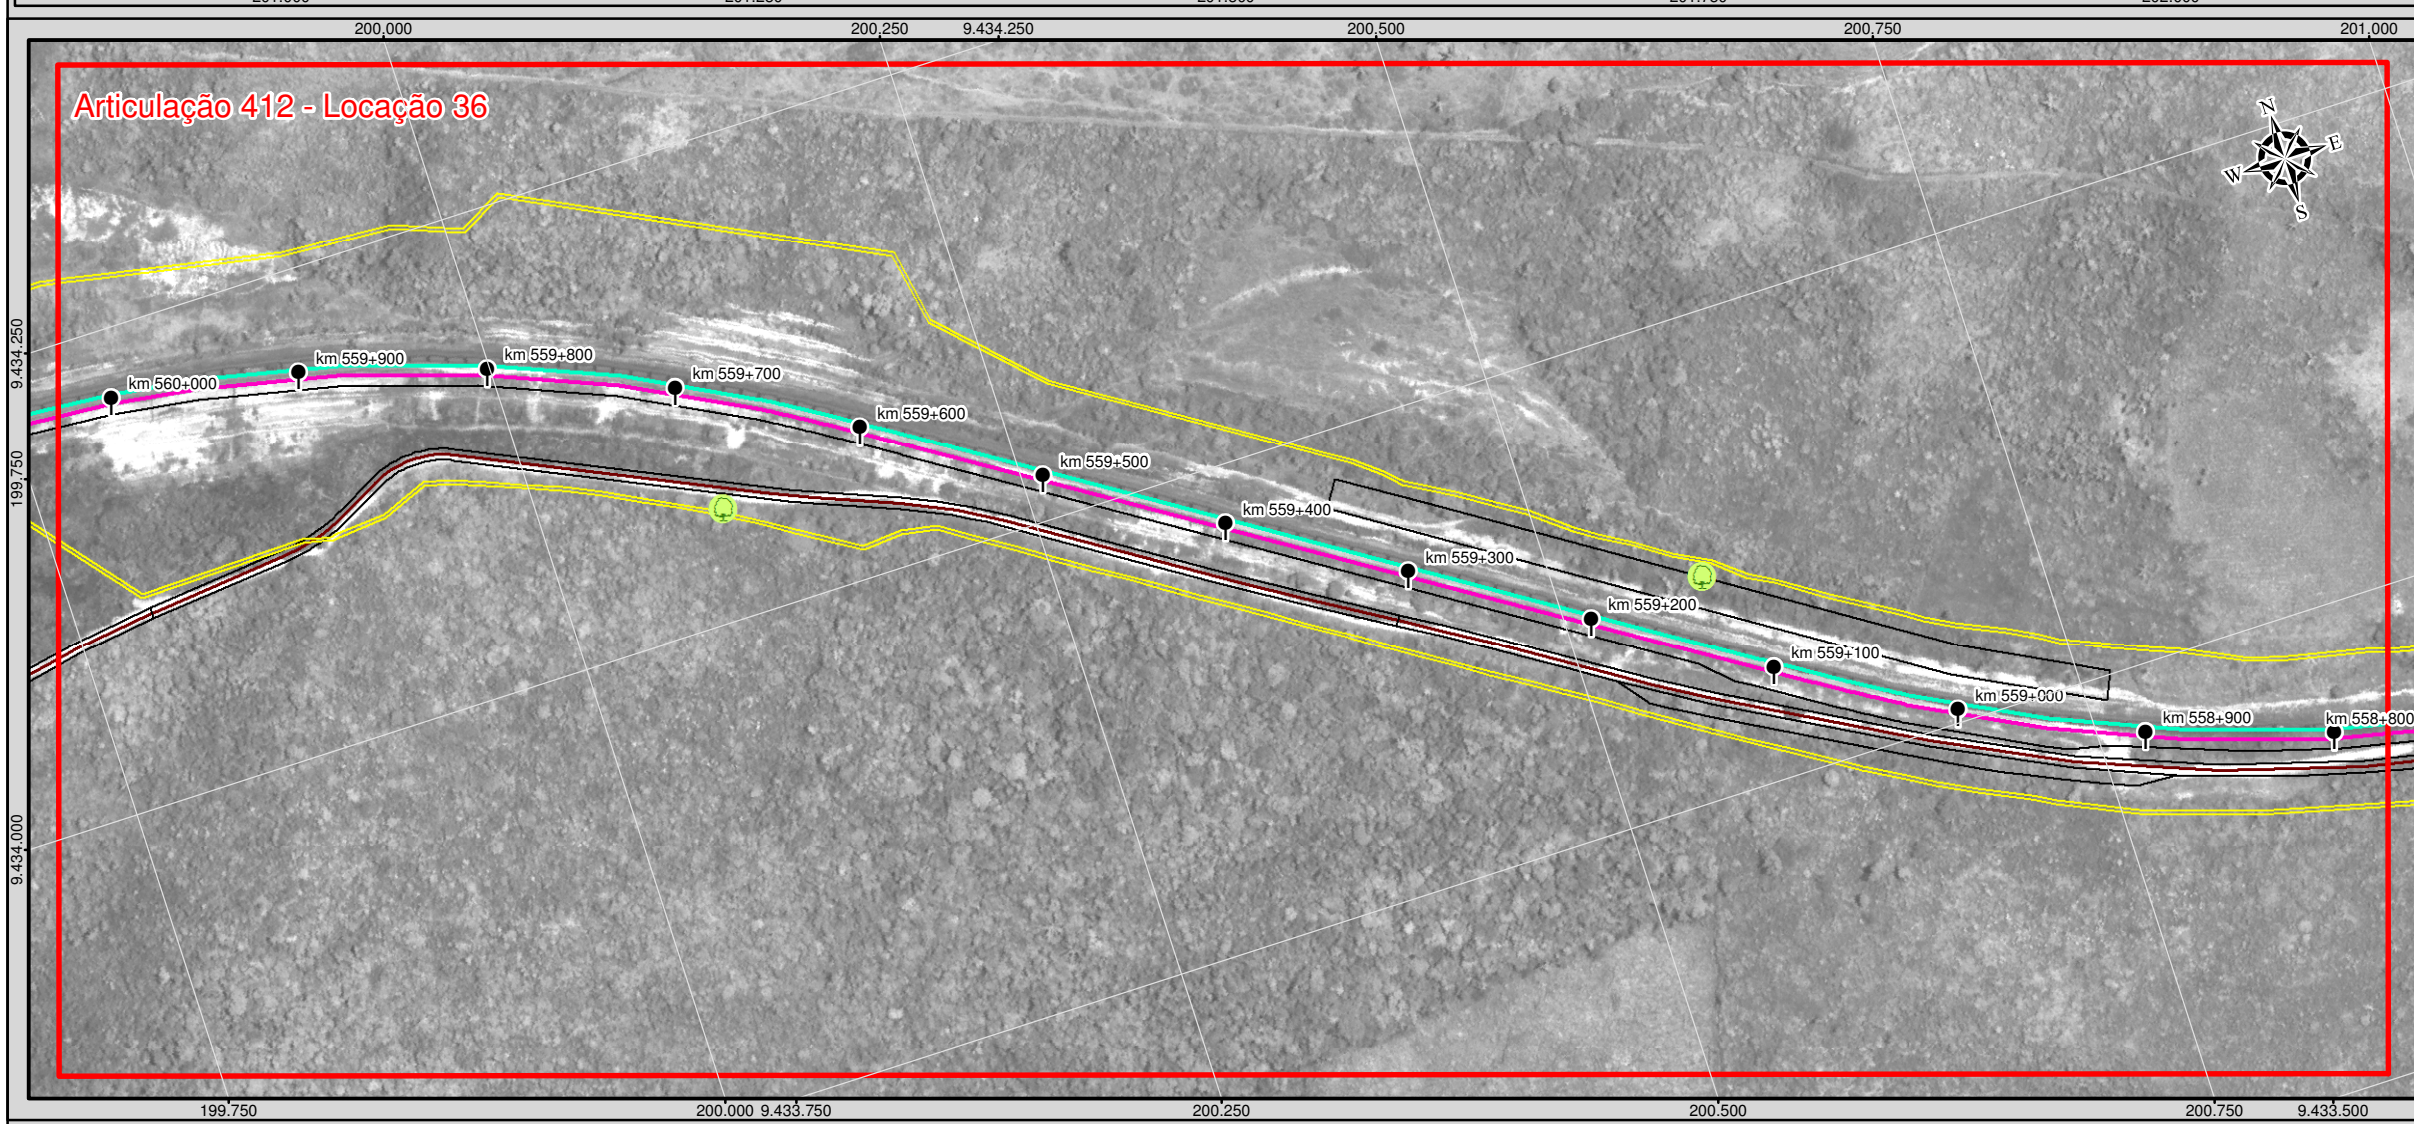 200.000 200.250 9.434.250 200.500 200.750 201.000
Articulação 412 - Locação 36
N
E
W
S
9.434.250
199.750
9.434.000
km 560+000
km 559+900
km 559+800
km 559+700
km 559+600
km 559+500
km 559+400
km 559+300
km 559+200
km 559+100
km 559+000
km 558+900
km 558+800
199.750 200.000 9.433.750 200.250 200.500 200.750 9.433.500